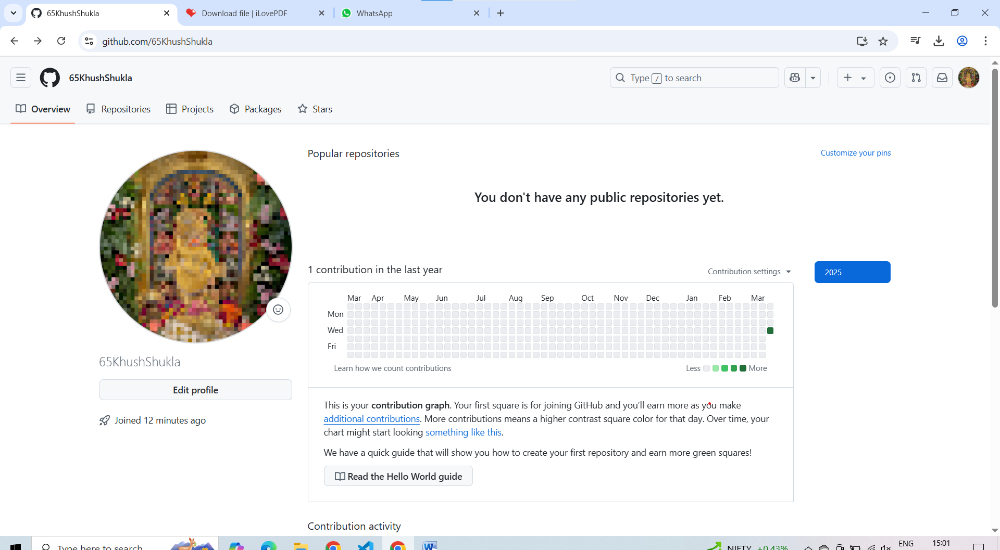 65KhushShukla
Download file | iLovePDF
WhatsApp
github.com/65KhushShukla
65KhushShukla
Type / to search
Overview
Repositories
Projects
Packages
Stars
Popular repositories
Customize your pins
You don't have any public repositories yet.
1 contribution in the last year
Contribution settings
2025
Mar Apr May Jun Jul Aug Sep Oct Nov Dec Jan Feb Mar
Mon
Wed
Fri
Learn how we count contributions
Less
More
65KhushShukla
Edit profile
Joined 12 minutes ago
This is your contribution graph. Your first square is for joining GitHub and you’ll earn more as you make
additional contributions. More contributions means a higher contrast square color for that day. Over time, your
chart might start looking something like this.
We have a quick guide that will show you how to create your first repository and earn more green squares!
Read the Hello World guide
Contribution activity
Type here to search
NIFTY +0.43%
ENG
15:01